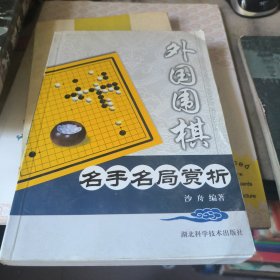 外国围棋
名手名局赏析
沙舟 编著
湖北科学技术出版社